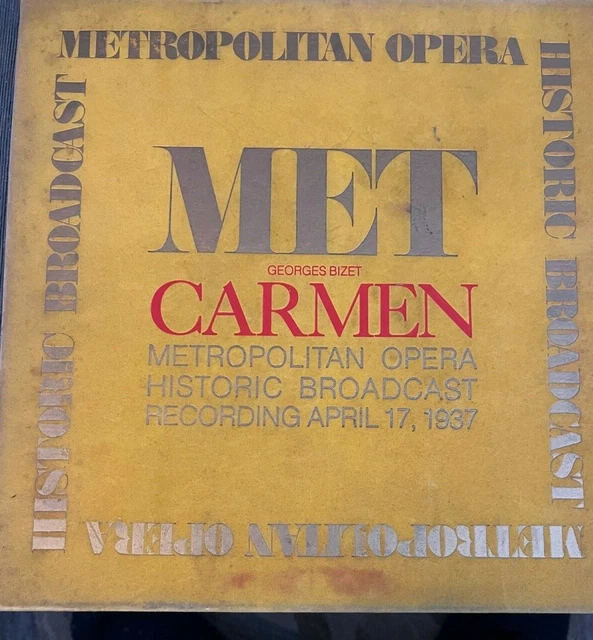 METROPOLITAN OPERA
HISTORIC BROADCAST
MET
GEORGES BIZET
CARMEN
METROPOLITAN OPERA
HISTORIC BROADCAST
RECORDING APRIL 17, 1937
HISTORIC BROADCAST
METROPOLITAN OPERA